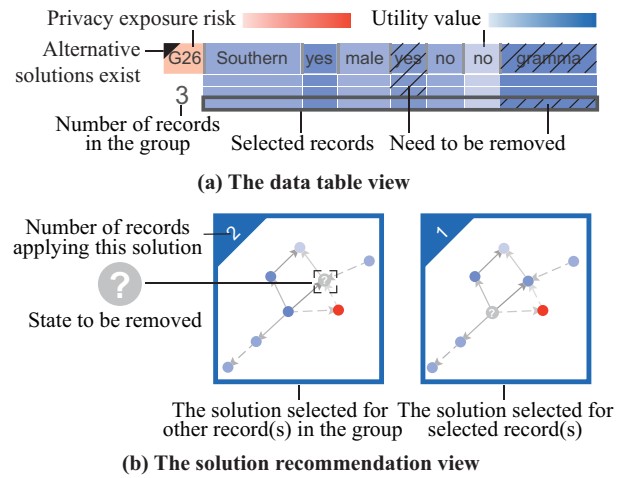 Privacy exposure risk
Utility value
Alternative
solutions exist
G26 Southern yes male yes no no gramma
3
Number of records
in the group
Selected records
Need to be removed
(a) The data table view
Number of records
applying this solution
2
1
?
?
?
State to be removed
The solution selected for
other record(s) in the group
The solution selected for
selected record(s)
(b) The solution recommendation view